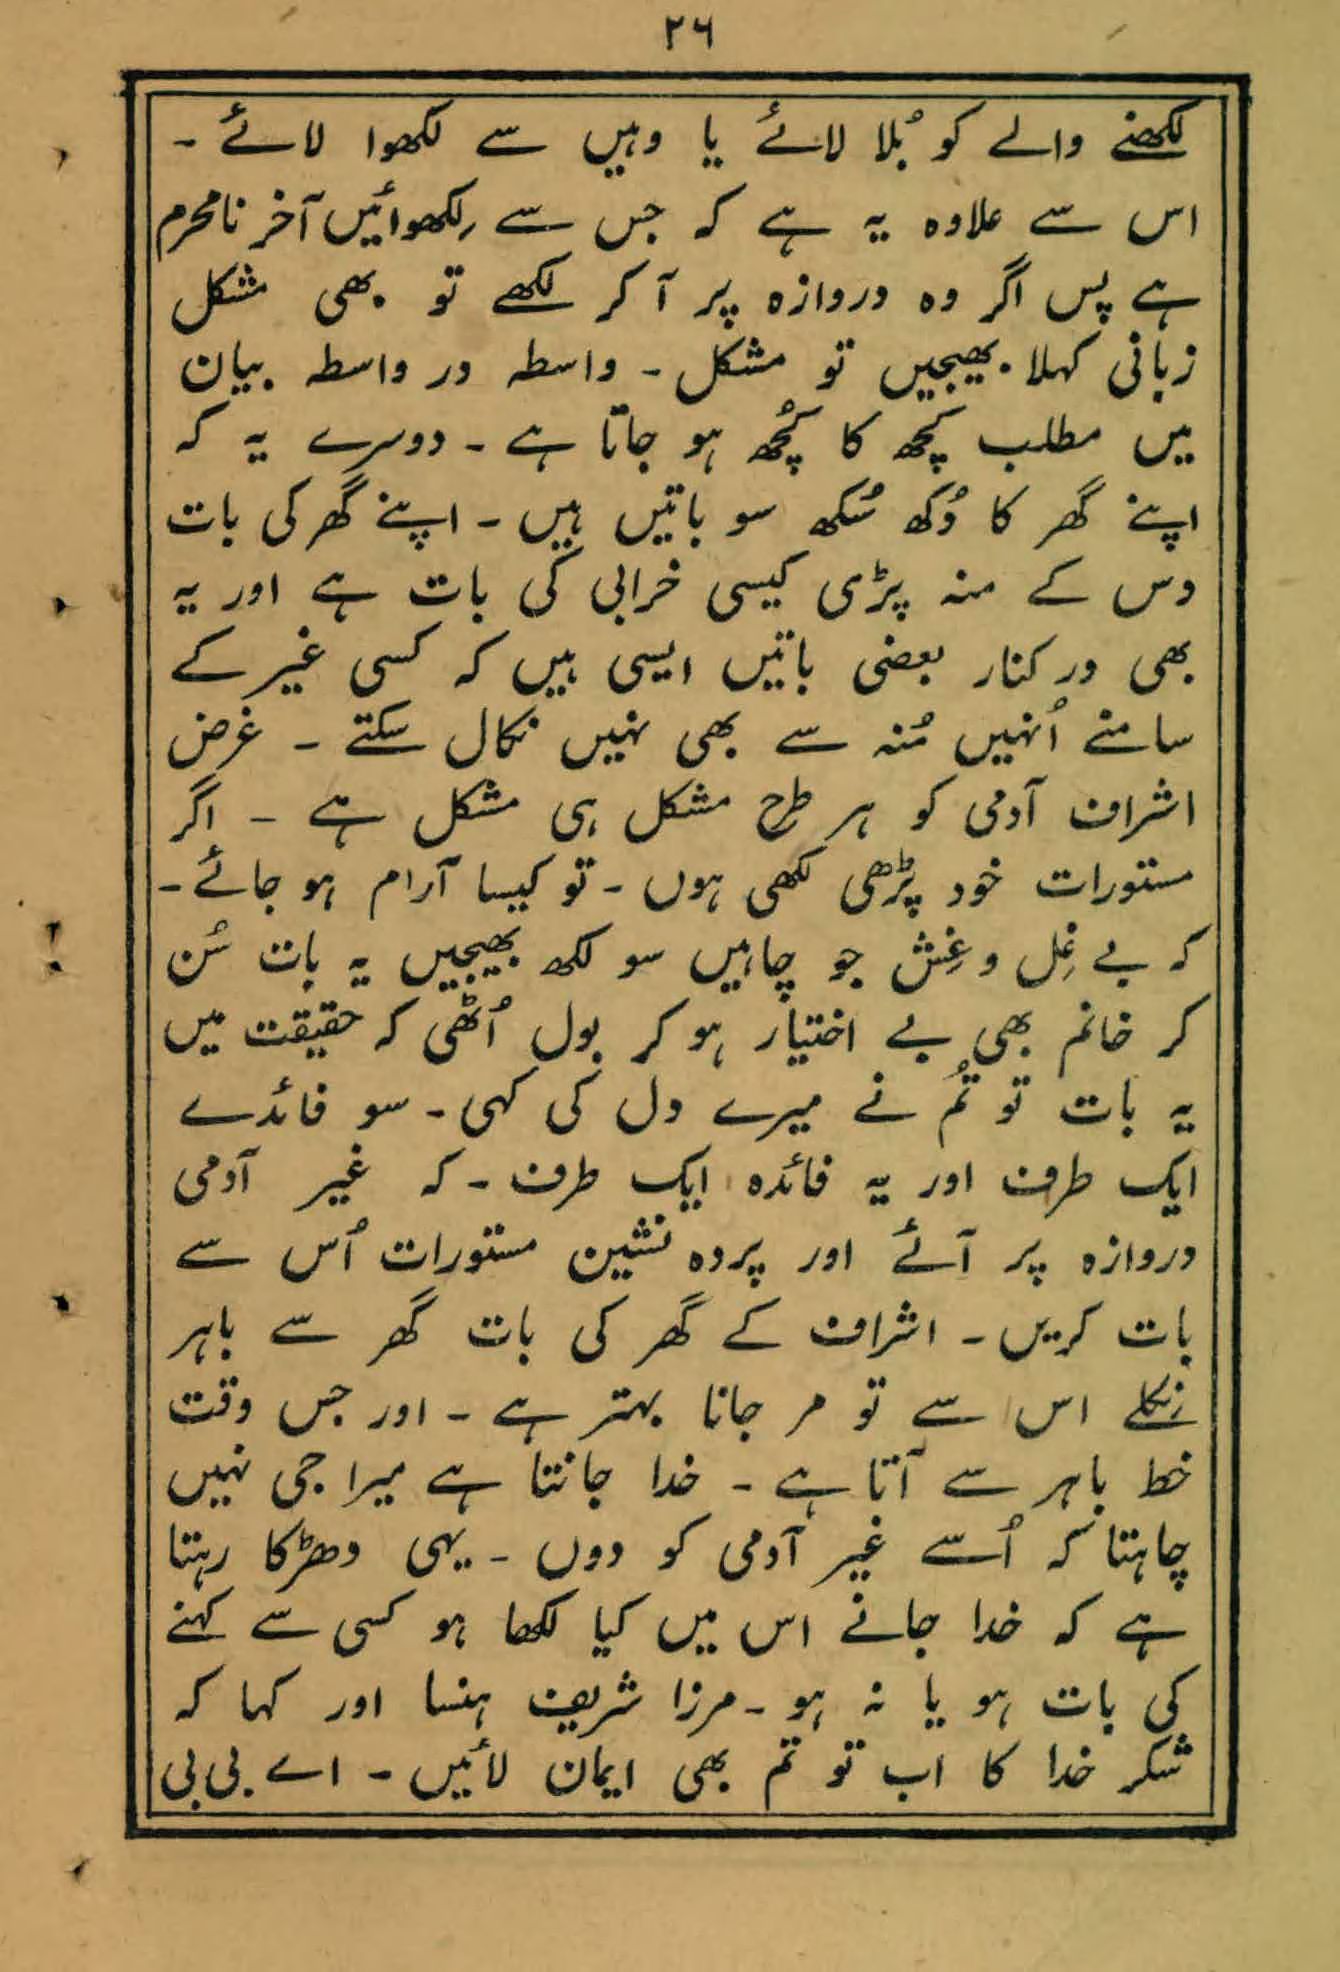 ۲۶
لکھنے والے کو بُلا لائے یا وہیں سے لکھوا لائے ۔
اس سے علاوہ یہ ہے کہ جس سے لِکھوائیں آخر نامحرم
ہے پس اگر وہ دروازہ پر آ کر لکھے تو بھی مشکل
زبانی کہلا بھیجیں تو مشکل ۔ واسطہ در واسطہ بیان
میں مطلب کچھ کا کچُھ ہو جاتا ہے ۔ دوسرے یہ کہ
اپنے گھر کا دُکھ سُکھ سو باتیں ہیں ۔ اپنے گھر کی بات
دس کے منہ پڑی کیسی خرابی کی بات ہے اور یہ
بھی در کنار بعضی باتیں ایسی ہیں کہ کسی غیر کے
سامنے اُنہیں مُنہ سے بھی نہیں نکال سکتے ۔ غرض
اشراف آدمی کو ہر طرح مشکل ہی مشکل ہے ۔ اگر
مستورات خود پڑھی لکھی ہوں ۔ تو کیسا آرام ہو جائے ۔
کہ بے غِل و غِش جو چاہیں سو لکھ بھیجیں یہ بات سُن
کر خانم بھی بے اختیار ہو کر بول اُٹھی کہ حقیقت میں
یہ بات تو تُم نے میرے دل کی کہی ۔ سو فائدے
ایک طرف اور یہ فائدہ ایک طرف ۔ کہ غیر آدمی
دروازہ پر آئے اور پردہ نشین مستورات اُس سے
بات کریں ۔ اشراف کے گھر کی بات گھر سے باہر
نِکلے اس سے تو مر جانا بہتر ہے ۔ اور جس وقت
خط باہر سے آتا ہے ۔ خدا جانتا ہے میرا جی نہیں
چاہتا کہ اُسے غیر آدمی کو دوں ۔ یہی دھڑکا رہتا
ہے کہ خدا جانے اس میں کیا لکھا ہو کسی سے کہنے
کی بات ہو یا نہ ہو ۔ مرزا شریف ہنسا اور کہا کہ
شکر خدا کا اب تو تم بھی ایمان لائیں ۔ اے بی بی